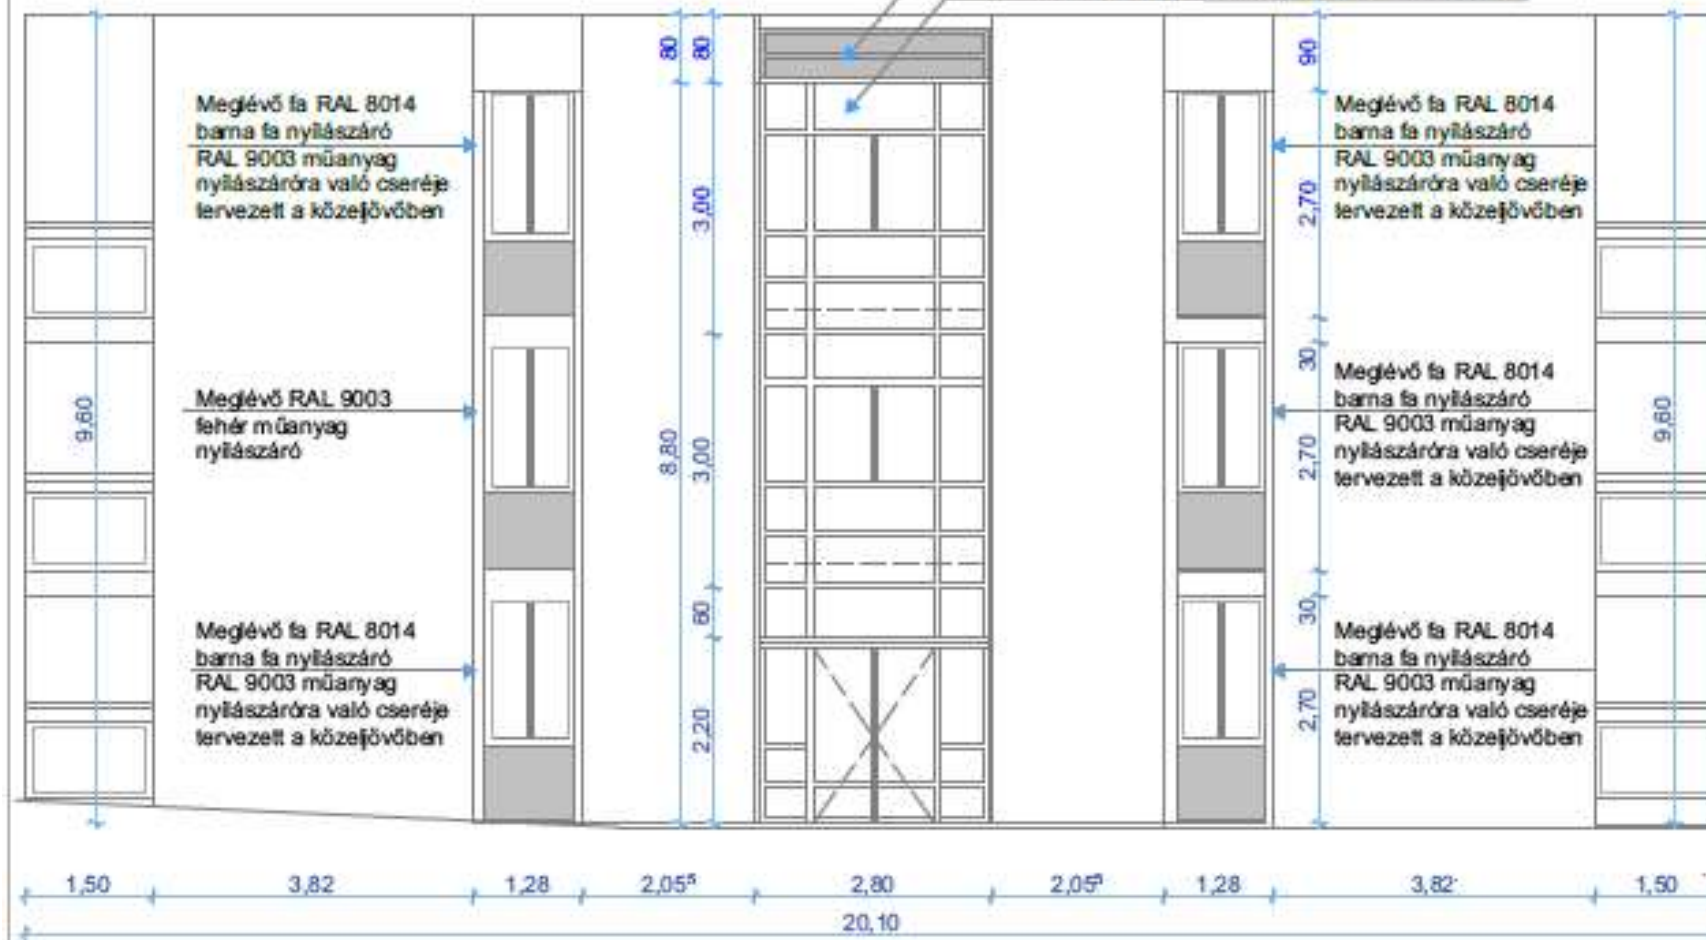 Meglévő fa RAL 8014
barna fa nyílászáró
RAL 9003 műanyag
nyílászáróra való cseréje
tervezett a közeljövőben
Meglévő RAL 9003
fehér műanyag
nyílászáró
Meglévő fa RAL 8014
barna fa nyílászáró
RAL 9003 műanyag
nyílászáróra való cseréje
tervezett a közeljövőben
9,60
80
80
3,00
8,80
3,00
60
2,20
90
2,70
30
2,70
30
2,70
Meglévő fa RAL 8014
barna fa nyílászáró
RAL 9003 műanyag
nyílászáróra való cseréje
tervezett a közeljövőben
Meglévő fa RAL 8014
barna fa nyílászáró
RAL 9003 műanyag
nyílászáróra való cseréje
tervezett a közeljövőben
Meglévő fa RAL 8014
barna fa nyílászáró
RAL 9003 műanyag
nyílászáróra való cseréje
tervezett a közeljövőben
9,60
1,50 3,82 1,28 2,05⁵ 2,80 2,05⁵ 1,28 3,82 1,50
20,10